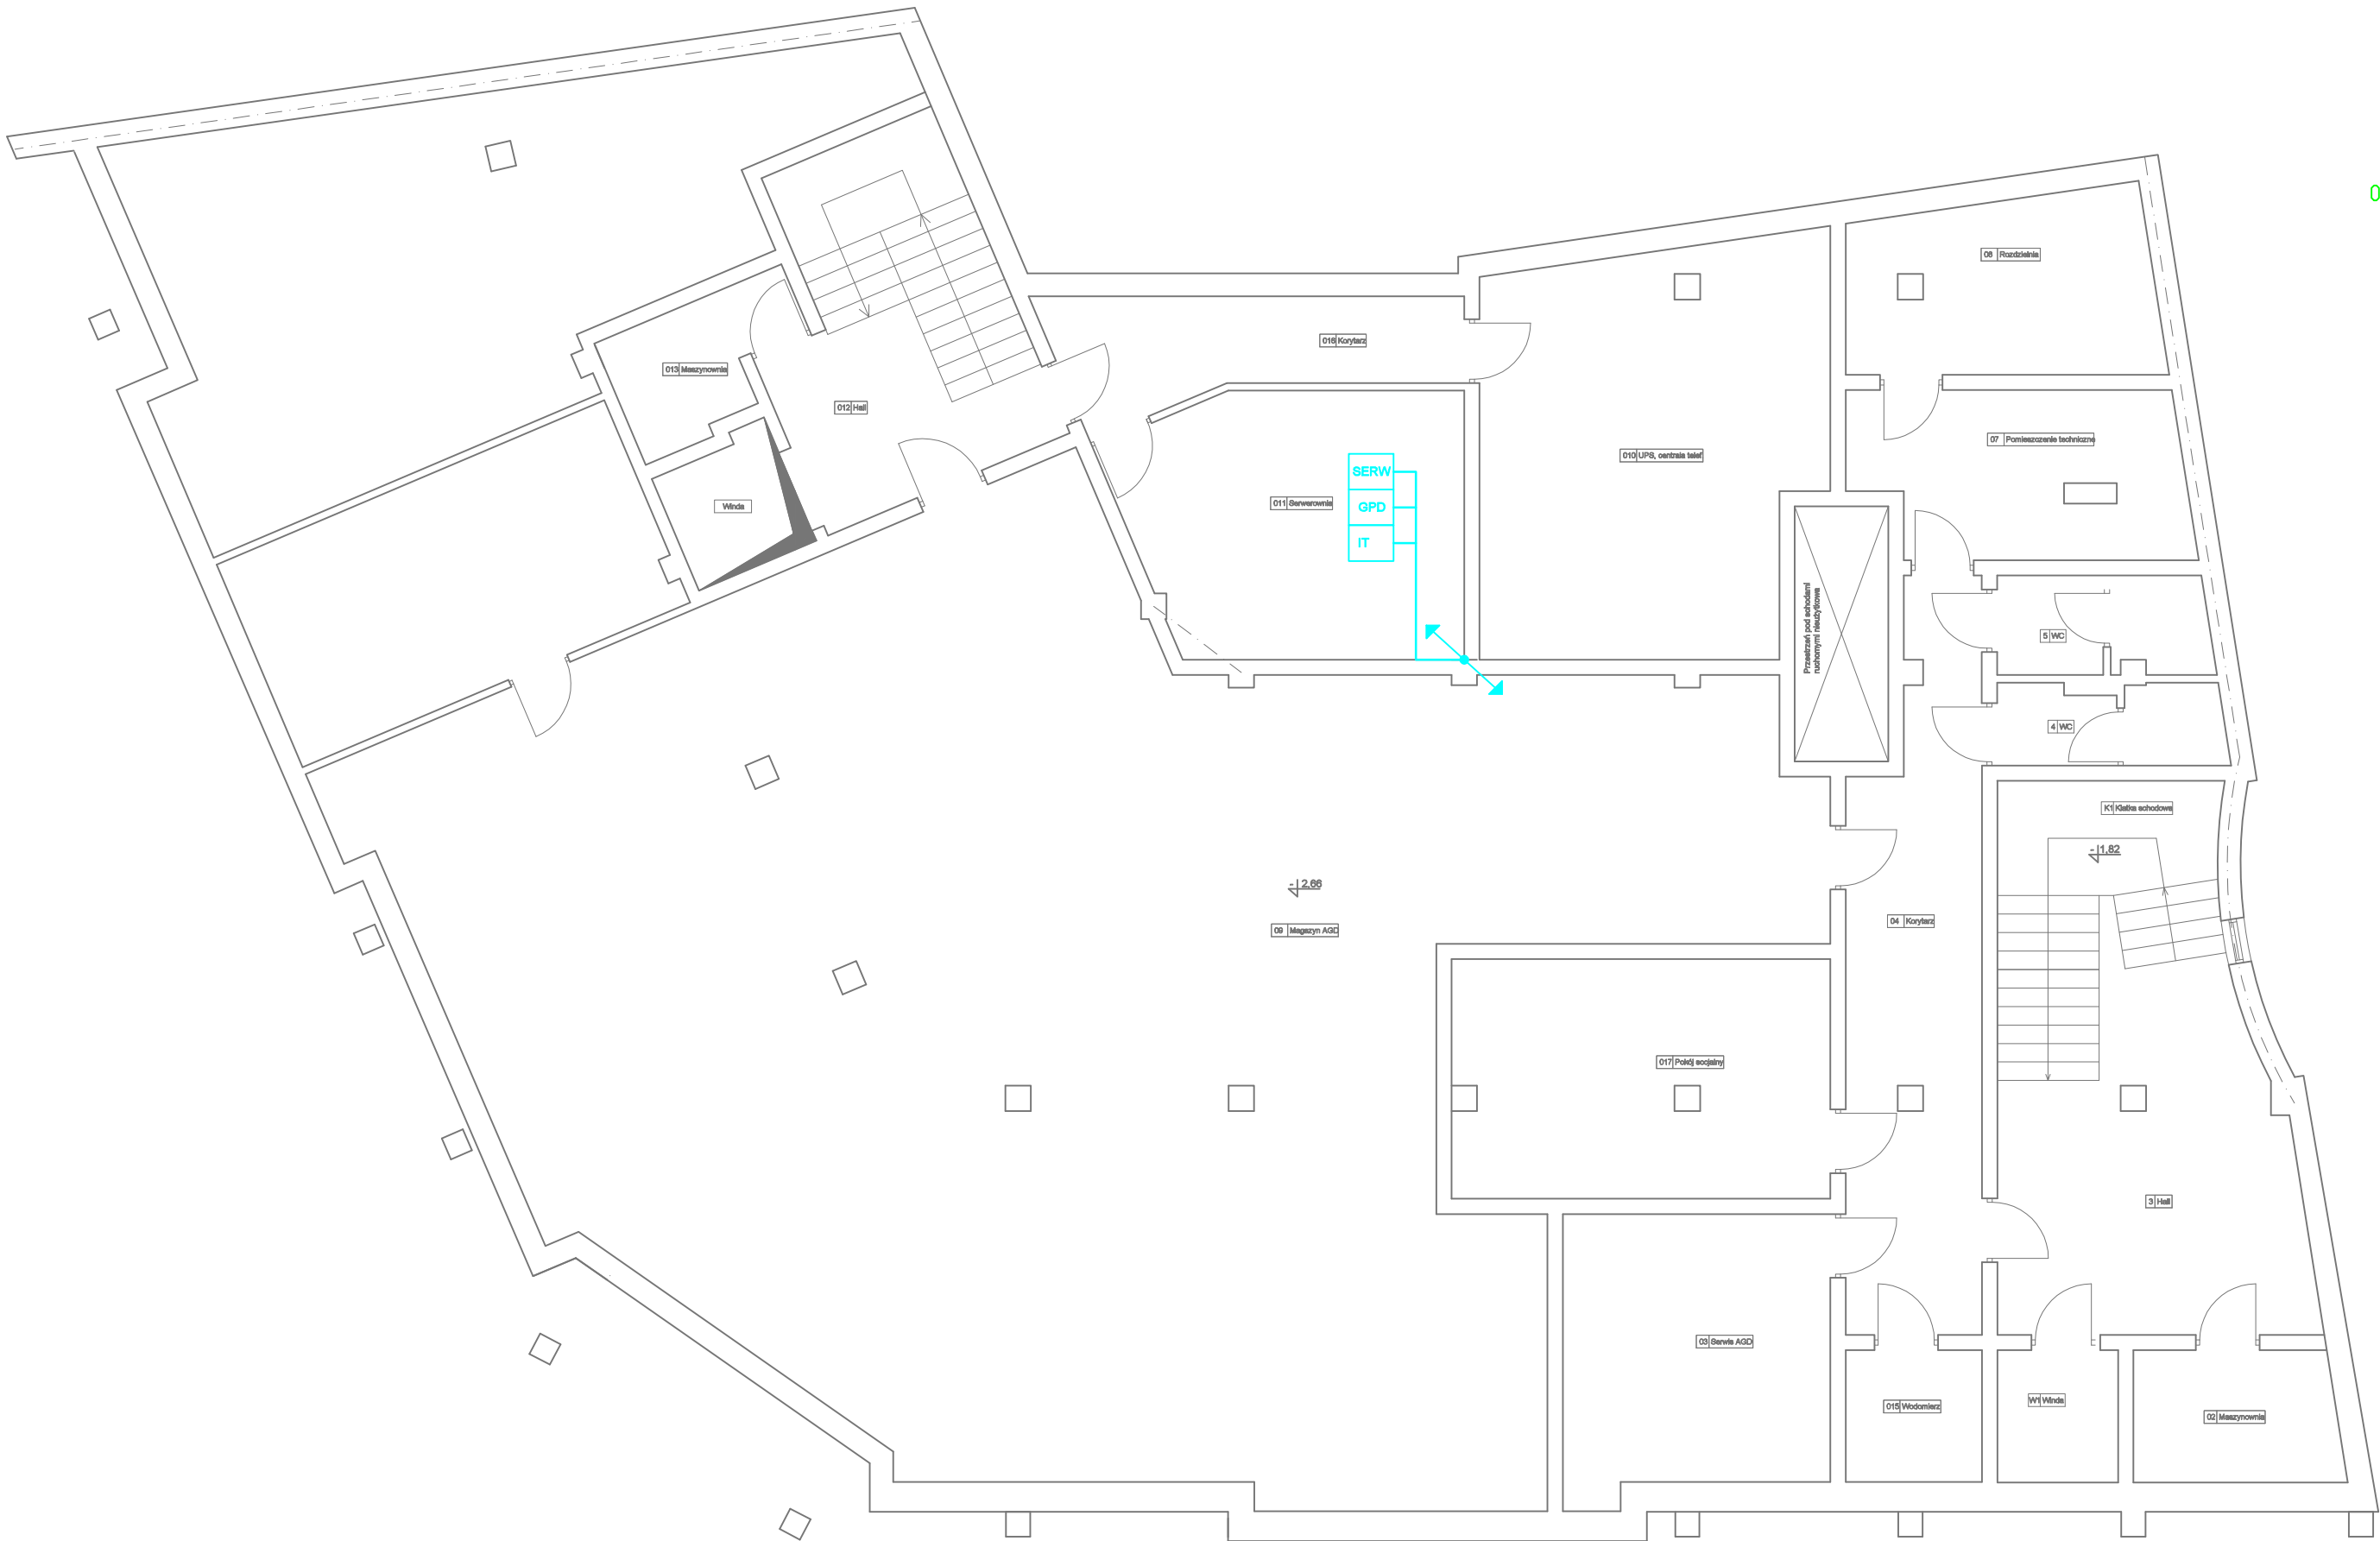 0
08 Rozdzielnia
016 Korytarz
013 Maszynownia
012 Hall
07 Pomieszczenie techniczne
010 UPS, centrala telef
SERW
011 Serwerownia
GPD
Winda
IT
Przestrzeń pod schodami
ruchomymi nieużytkowa
5 WC
4 WC
K1 Klatka schodowa
- 1,82
- 2,66
04 Korytarz
09 Magazyn AGD
017 Pokój socjalny
3 Hall
03 Serwis AGD
W1 Winda
015 Wodomierz
02 Maszynownia